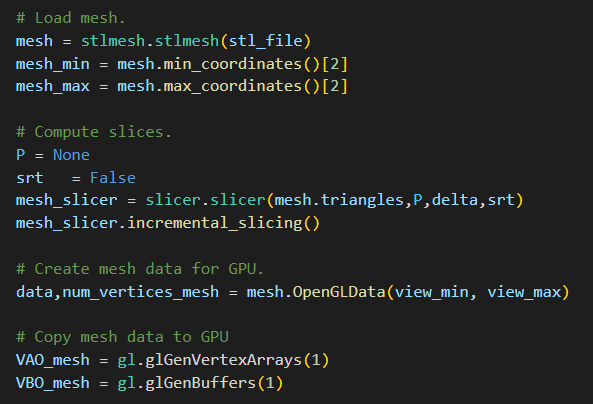 # Load mesh.
mesh = stlmesh.stlmesh(stl_file)
mesh_min = mesh.min_coordinates()[2]
mesh_max = mesh.max_coordinates()[2]
# Compute slices.
P = None
srt   = False
mesh_slicer = slicer.slicer(mesh.triangles,P,delta,srt)
mesh_slicer.incremental_slicing()
# Create mesh data for GPU.
data,num_vertices_mesh = mesh.OpenGLData(view_min, view_max)
# Copy mesh data to GPU
VAO_mesh = gl.glGenVertexArrays(1)
VBO_mesh = gl.glGenBuffers(1)